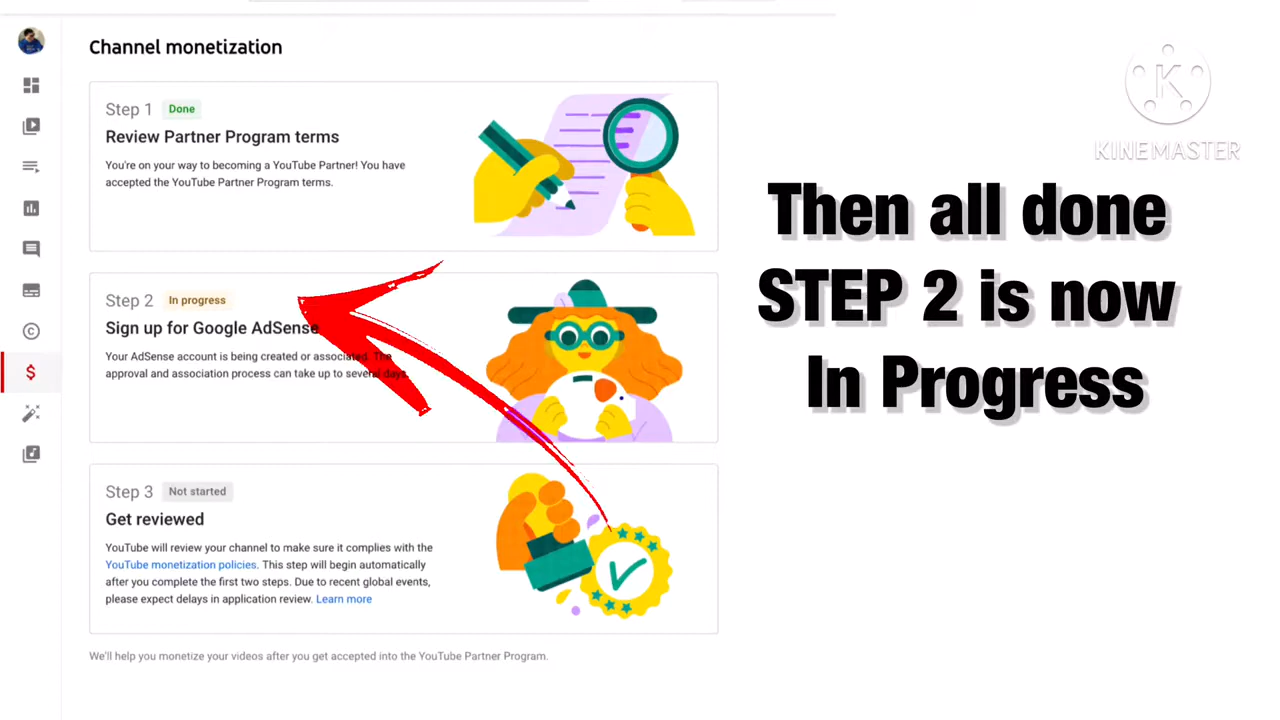 Channel monetization
Step 1 Done
Review Partner Program terms
You're on your way to becoming a YouTube Partner! You have
accepted the YouTube Partner Program terms.
Step 2 In progress
Sign up for Google AdSense
Your AdSense account is being created or associated. The
approval and association process can take up to several days.
Step 3 Not started
Get reviewed
YouTube will review your channel to make sure it complies with the
YouTube monetization policies. This step will begin automatically
after you complete the first two steps. Due to recent global events,
please expect delays in application review. Learn more
We'll help you monetize your videos after you get accepted into the YouTube Partner Program.
K
KINEMASTER
Then all done
STEP 2 is now
In Progress